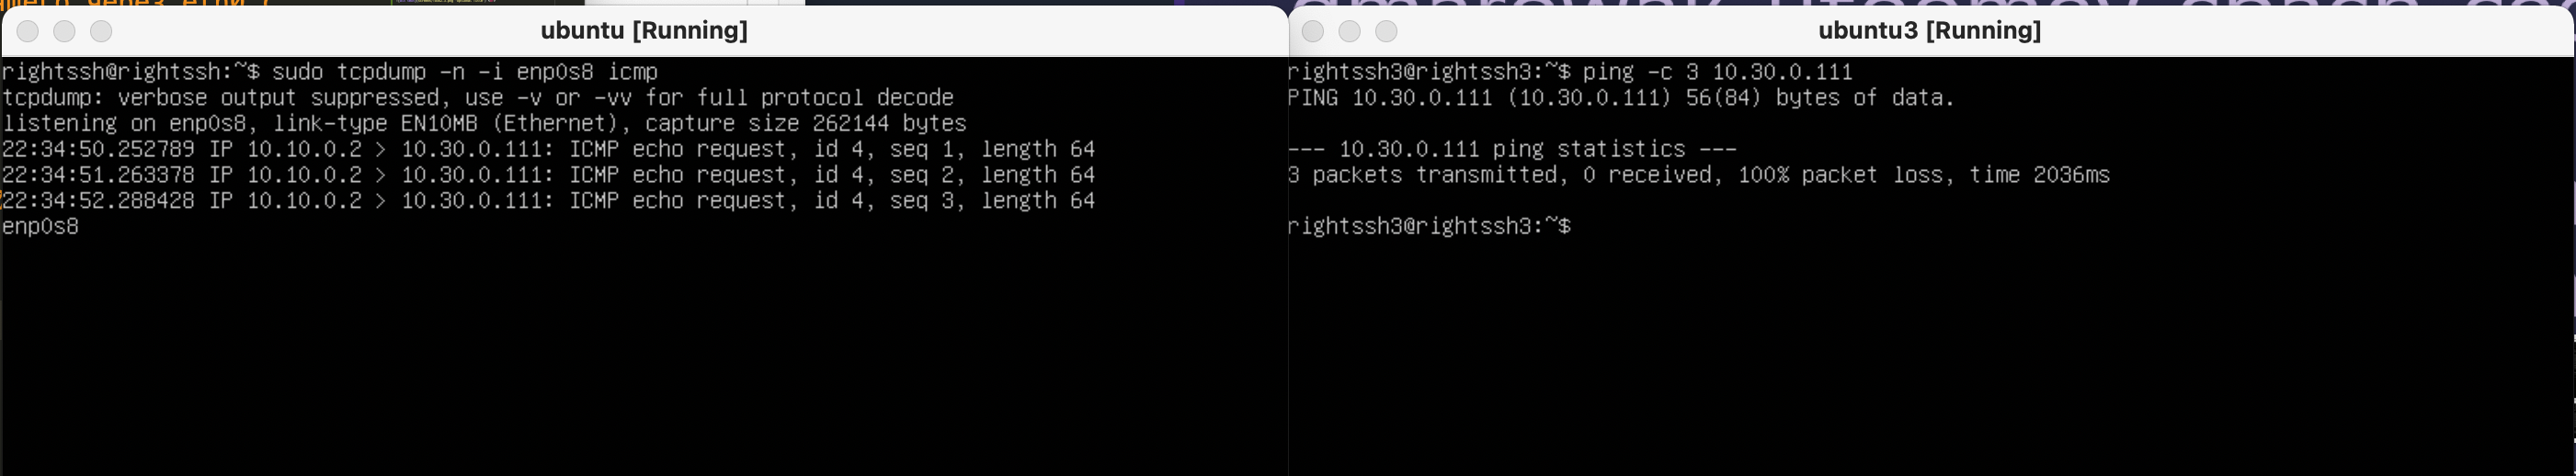 ubuntu [Running]
rightssh@rightssh:~$ sudo tcpdump -n -i enp0s8 icmp
tcpdump: verbose output suppressed, use -v or -vv for full protocol decode
listening on enp0s8, link-type EN10MB (Ethernet), capture size 262144 bytes
22:34:50.252789 IP 10.10.0.2 > 10.30.0.111: ICMP echo request, id 4, seq 1, length 64
22:34:51.263378 IP 10.10.0.2 > 10.30.0.111: ICMP echo request, id 4, seq 2, length 64
22:34:52.288428 IP 10.10.0.2 > 10.30.0.111: ICMP echo request, id 4, seq 3, length 64
enp0s8
ubuntu3 [Running]
rightssh3@rightssh3:~$ ping -c 3 10.30.0.111
PING 10.30.0.111 (10.30.0.111) 56(84) bytes of data.
--- 10.30.0.111 ping statistics ---
3 packets transmitted, 0 received, 100% packet loss, time 2036ms
rightssh3@rightssh3:~$